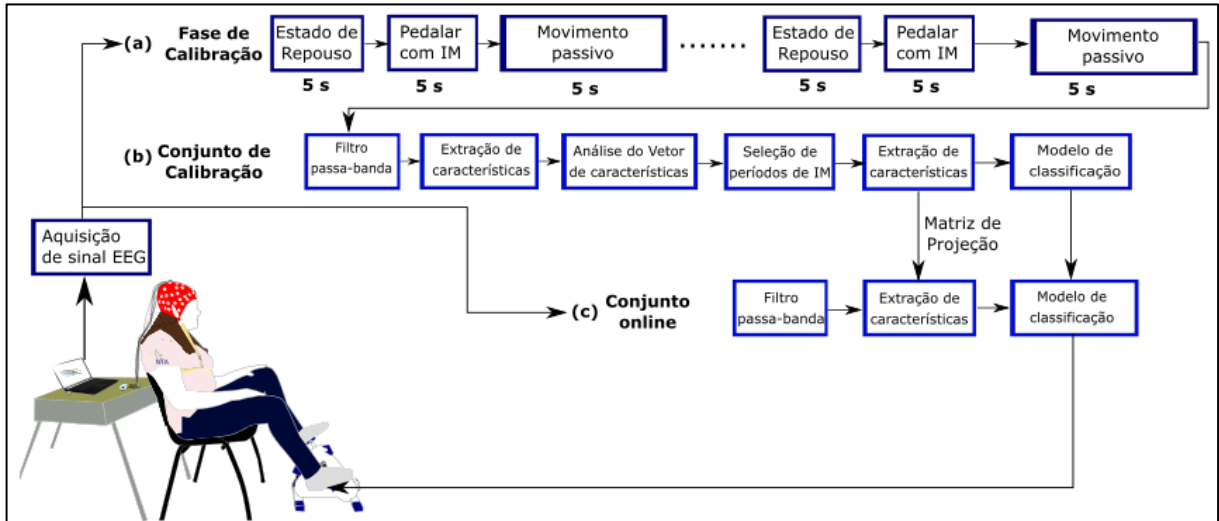 (a) Fase de
Calibração
Estado de
Repouso
Pedalar
com IM
Movimento
passivo
Estado de
Repouso
Pedalar
com IM
Movimento
passivo
5 s
5 s
5 s
5 s
5 s
5 s
(b) Conjunto de
Calibração
Filtro
passa-banda
Extração de
características
Análise do Vetor
de características
Seleção de
períodos de IM
Extração de
características
Modelo de
classificação
Matriz de
Projeção
Aquisição
de sinal EEG
(c) Conjunto
online
Filtro
passa-banda
Extração de
características
Modelo de
classificação